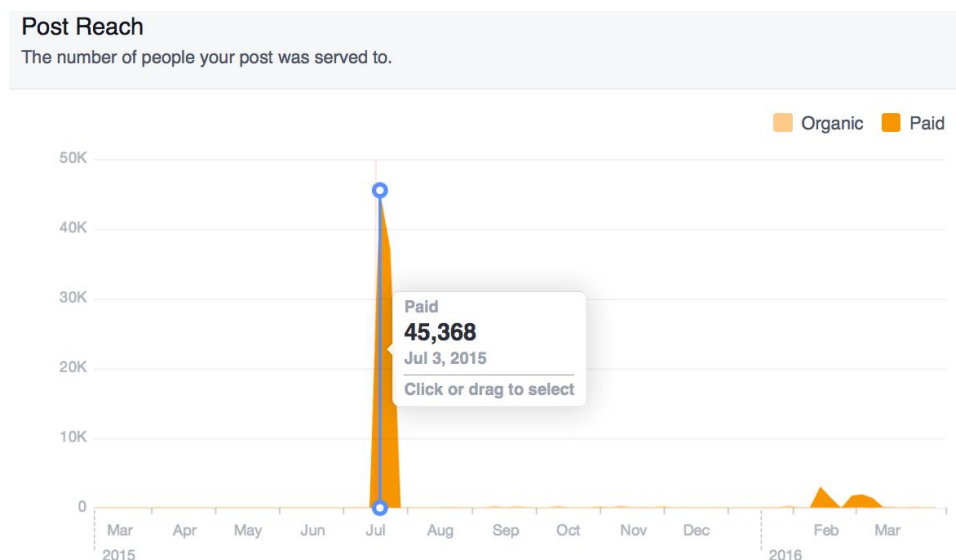 Post Reach
The number of people your post was served to.
Organic Paid
50K
40K
30K
20K
10K
0
Paid
45,368
Jul 3, 2015
Click or drag to select
Mar Apr May Jun Jul Aug Sep Oct Nov Dec Feb Mar
2015 2016